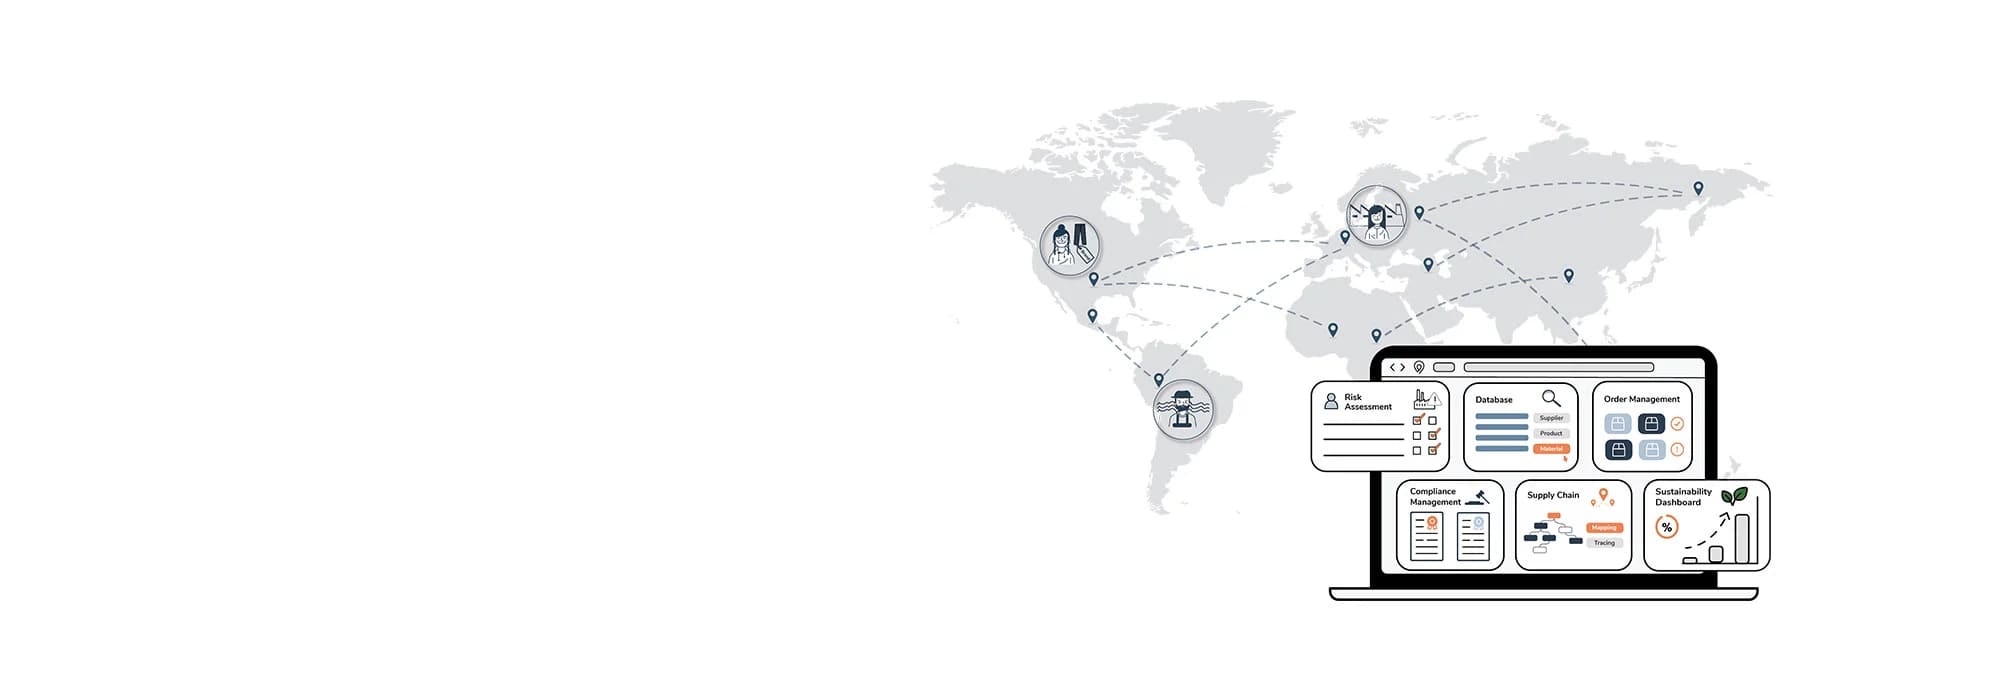 Risk
Assessment
Database
Supplier
Product
Material
Order Management
Compliance
Management
Supply Chain
Mapping
Tracing
Sustainability
Dashboard
%